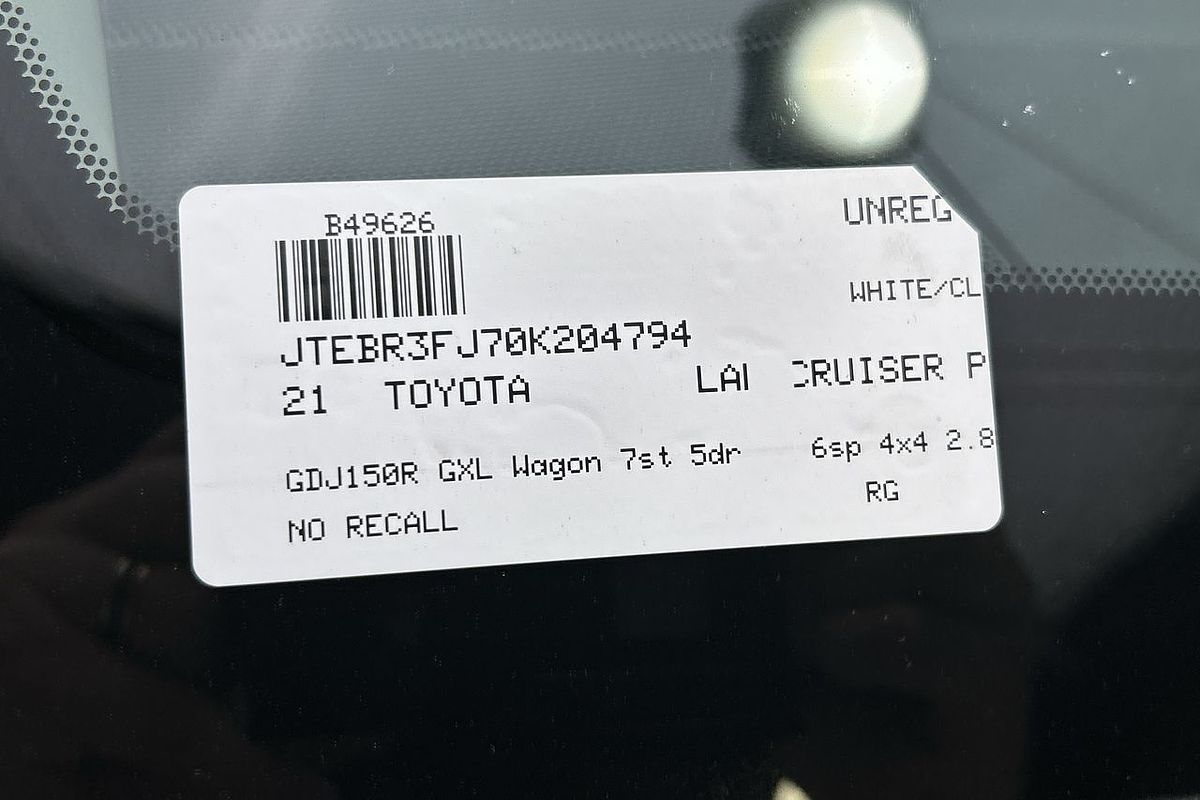 B49626
UNREG
WHITE/CL
JTEBR3FJ70K204794
21 TOYOTA CRUISER P
GDJ150R GXL Wagon 7st 5dr 6sp 4x4 2.8
NO RECALL RG